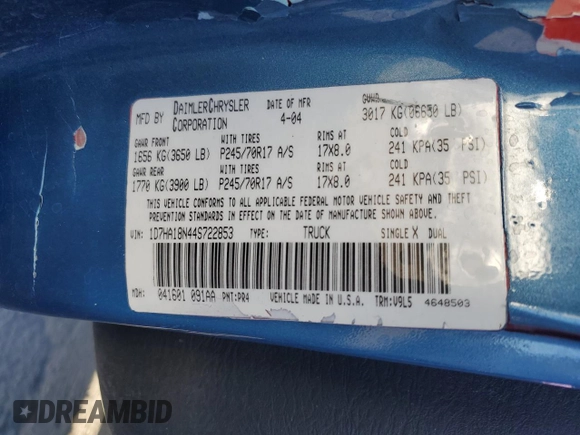 MFD BY DAIMLERCHRYSLER CORPORATION DATE OF MFR 4-04 GVWR 3017 KG(06650 LB)
GAWR FRONT WITH TIRES RIMS AT COLD
1656 KG(3650 LB) P245/70R17 A/S 17X8.0 241 KPA(35 PSI)
GAWR REAR WITH TIRES RIMS AT COLD
1770 KG(3900 LB) P245/70R17 A/S 17X8.0 241 KPA(35 PSI)
THIS VEHICLE CONFORMS TO ALL APPLICABLE FEDERAL MOTOR VEHICLE SAFETY AND THEFT
PREVENTION STANDARDS IN EFFECT ON THE DATE OF MANUFACTURE SHOWN ABOVE.
VIN: 1D7HA18N44S722853 TYPE: TRUCK SINGLE X DUAL
MDH: 041601 091AA PNT:PR4 VEHICLE MADE IN U.S.A. TRM:V9L5 4648503
DREAMBID